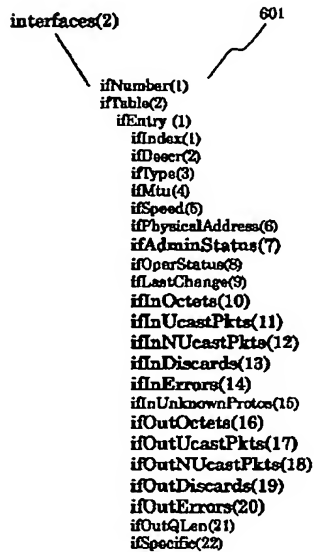 interfaces(2)
601
ifNumber(1)
ifTable(2)
ifEntry (1)
ifIndex(1)
ifDescr(2)
ifType(3)
ifMtu(4)
ifSpeed(5)
ifPhysicalAddress(6)
ifAdminStatus(7)
ifOperStatus(8)
ifLastChange(9)
ifInOctets(10)
ifInUcastPkts(11)
ifInNUcastPkts(12)
ifInDiscards(13)
ifInErrors(14)
ifInUnknownProtos(15)
ifOutOctets(16)
ifOutUcastPkts(17)
ifOutNUcastPkts(18)
ifOutDiscards(19)
ifOutErrors(20)
ifOutQLen(21)
ifSpecific(22)